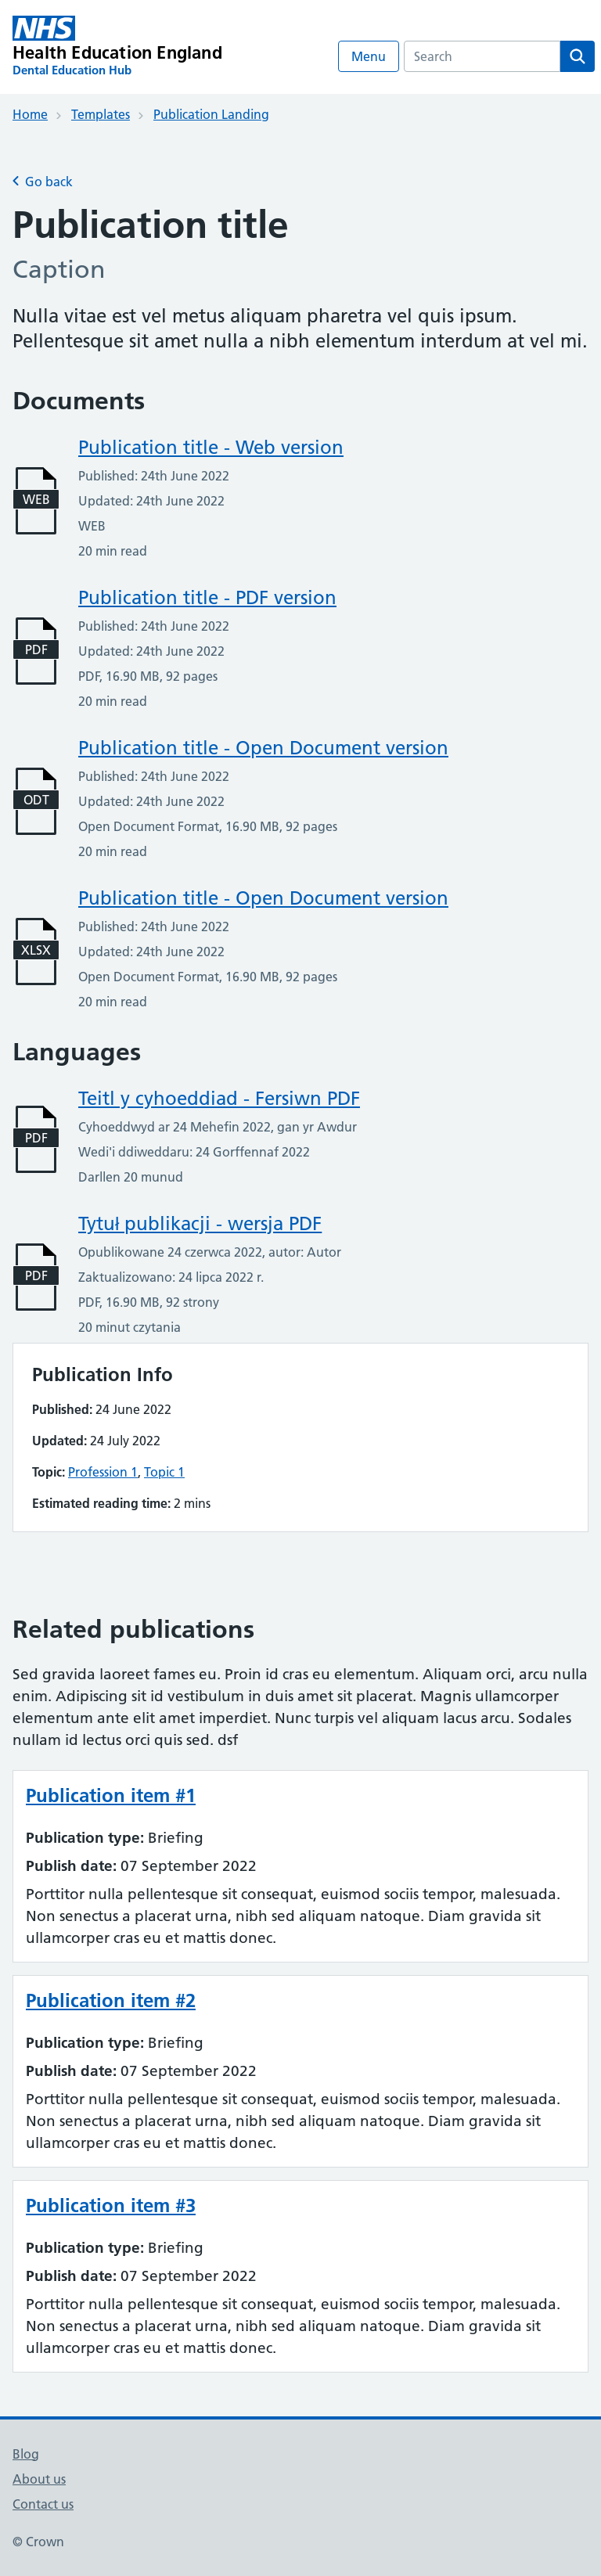 NHS
Health Education England
Dental Education Hub
Menu
Search
Home
Templates
Publication Landing
Go back
Publication title
Caption
Nulla vitae est vel metus aliquam pharetra vel quis ipsum.
Pellentesque sit amet nulla a nibh elementum interdum at vel mi.
Documents
Publication title - Web version
WEB
Published: 24th June 2022
Updated: 24th June 2022
WEB
20 min read
Publication title - PDF version
PDF
Published: 24th June 2022
Updated: 24th June 2022
PDF, 16.90 MB, 92 pages
20 min read
Publication title - Open Document version
ODT
Published: 24th June 2022
Updated: 24th June 2022
Open Document Format, 16.90 MB, 92 pages
20 min read
Publication title - Open Document version
XLSX
Published: 24th June 2022
Updated: 24th June 2022
Open Document Format, 16.90 MB, 92 pages
20 min read
Languages
Teitl y cyhoeddiad - Fersiwn PDF
PDF
Cyhoeddwyd ar 24 Mehefin 2022, gan yr Awdur
Wedi'i ddiweddaru: 24 Gorffennaf 2022
Darllen 20 munud
Tytuł publikacji - wersja PDF
PDF
Opublikowane 24 czerwca 2022, autor: Autor
Zaktualizowano: 24 lipca 2022 r.
PDF, 16.90 MB, 92 strony
20 minut czytania
Publication Info
Published: 24 June 2022
Updated: 24 July 2022
Topic: Profession 1, Topic 1
Estimated reading time: 2 mins
Related publications
Sed gravida laoreet fames eu. Proin id cras eu elementum. Aliquam orci, arcu nulla
enim. Adipiscing sit id vestibulum in duis amet sit placerat. Magnis ullamcorper
elementum ante elit amet imperdiet. Nunc turpis vel aliquam lacus arcu. Sodales
nullam id lectus orci quis sed. dsf
Publication item #1
Publication type: Briefing
Publish date: 07 September 2022
Porttitor nulla pellentesque sit consequat, euismod sociis tempor, malesuada.
Non senectus a placerat urna, nibh sed aliquam natoque. Diam gravida sit
ullamcorper cras eu et mattis donec.
Publication item #2
Publication type: Briefing
Publish date: 07 September 2022
Porttitor nulla pellentesque sit consequat, euismod sociis tempor, malesuada.
Non senectus a placerat urna, nibh sed aliquam natoque. Diam gravida sit
ullamcorper cras eu et mattis donec.
Publication item #3
Publication type: Briefing
Publish date: 07 September 2022
Porttitor nulla pellentesque sit consequat, euismod sociis tempor, malesuada.
Non senectus a placerat urna, nibh sed aliquam natoque. Diam gravida sit
ullamcorper cras eu et mattis donec.
Blog
About us
Contact us
© Crown